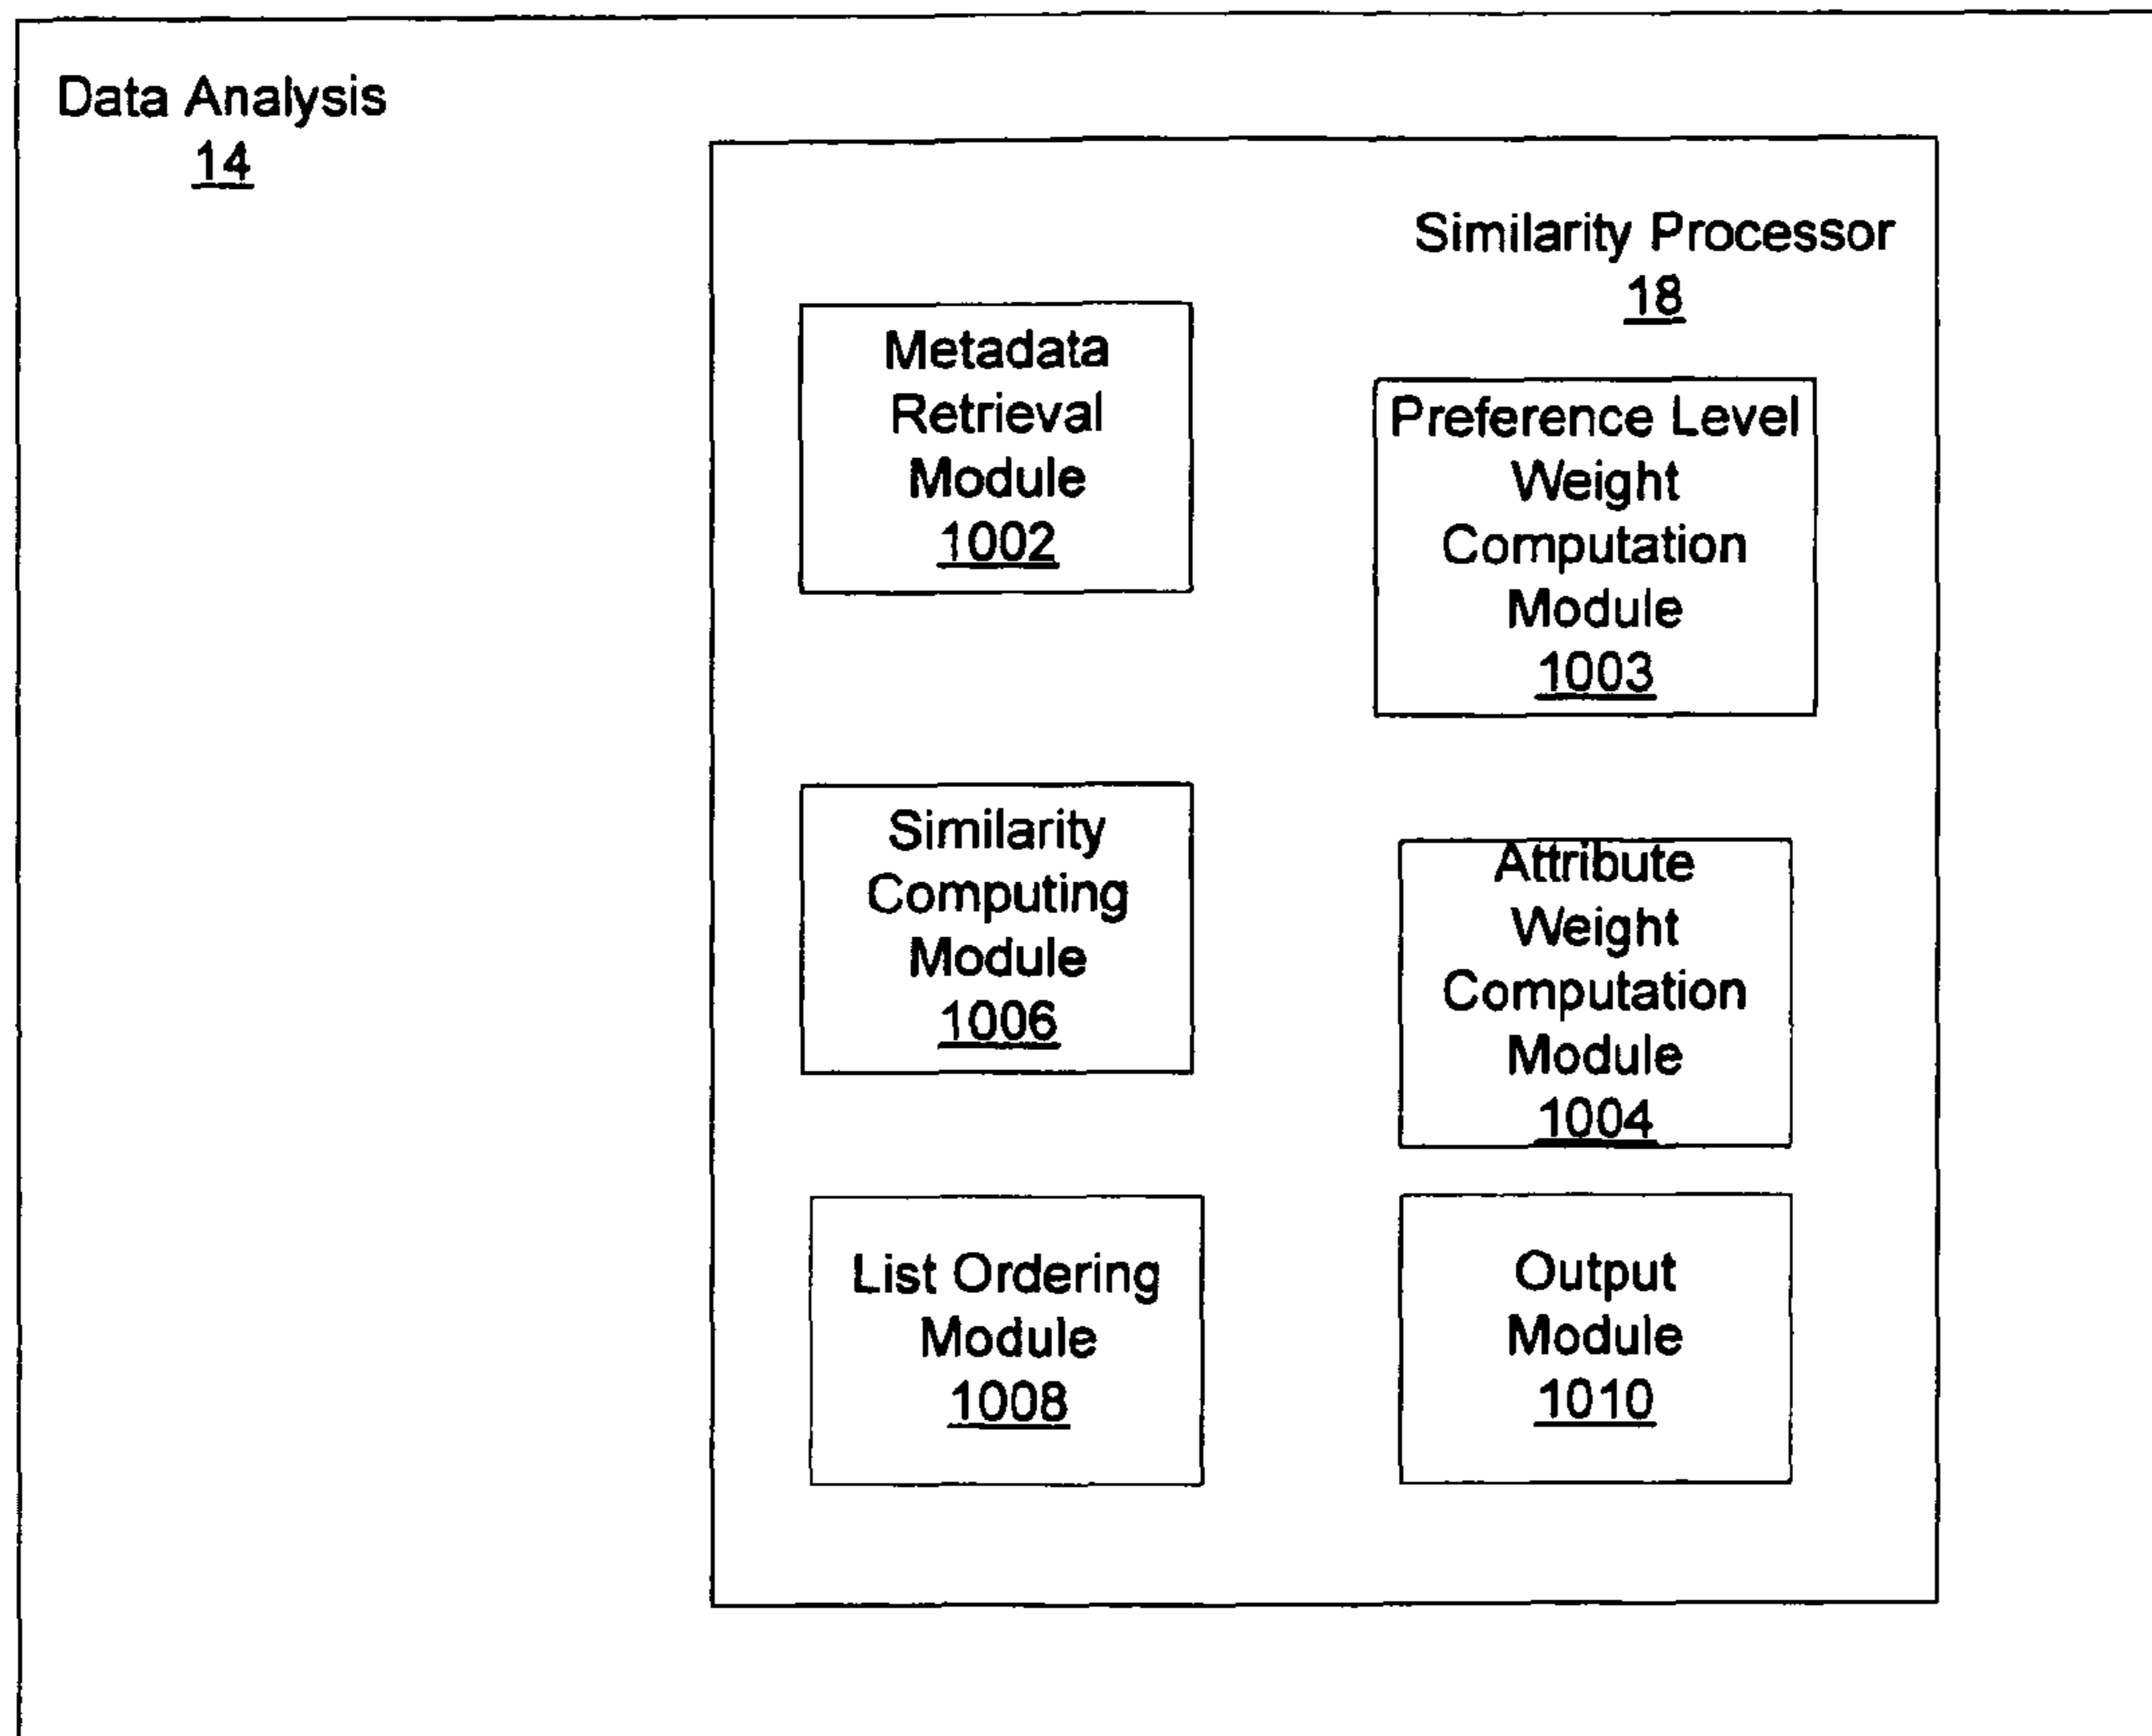 Data Analysis
14
Similarity Processor
18
Metadata
Retrieval
Module
1002
Preference Level
Weight
Computation
Module
1003
Similarity
Computing
Module
1006
Attribute
Weight
Computation
Module
1004
List Ordering
Module
1008
Output
Module
1010